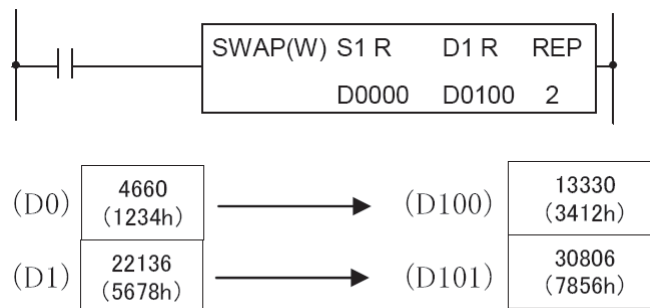 SWAP(W) S1 R D1 R REP
D0000 D0100 2
(D0) 4660 (1234h) (D100) 13330 (3412h)
(D1) 22136 (5678h) (D101) 30806 (7856h)